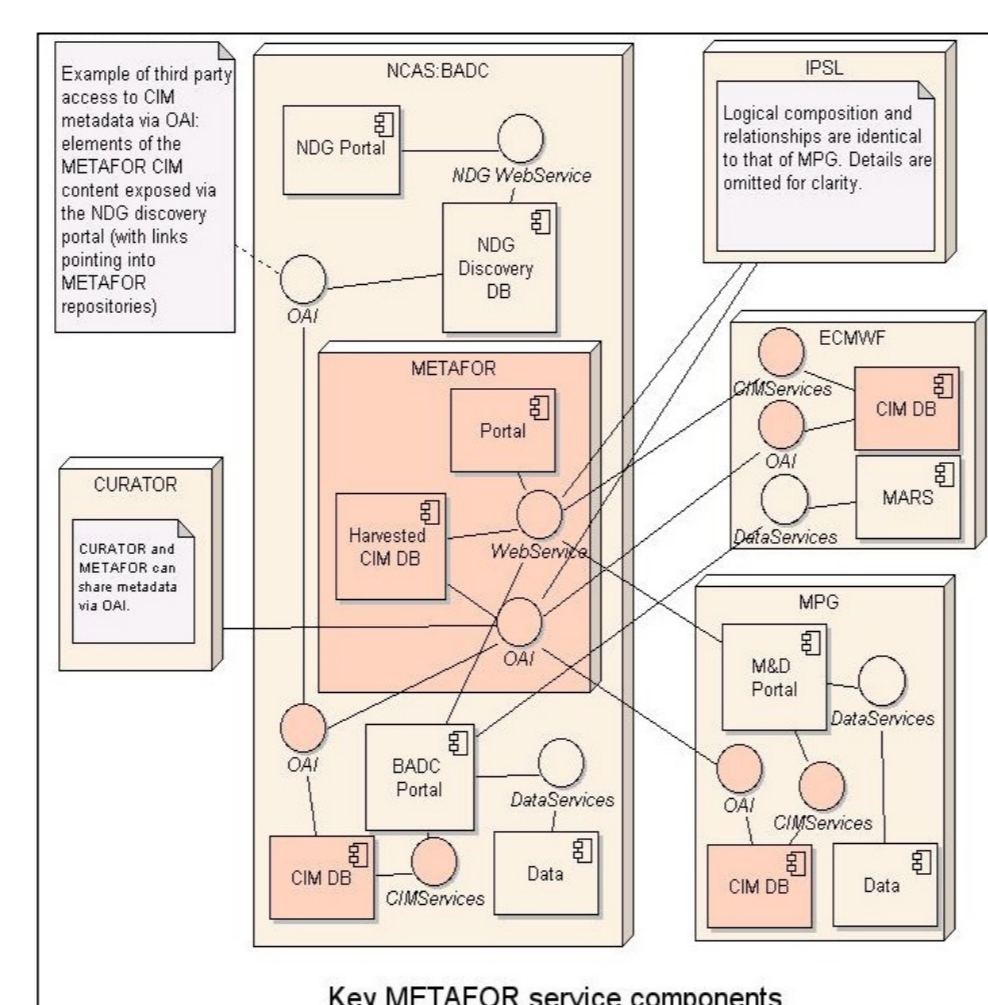 Example of third party
access to CIM
metadata via OAI:
elements of the
METAFOR CIM
content exposed via
the NDG discovery
portal (with links
pointing into
METAFOR
repositories)
NCAS:BADC
NDG Portal
NDG WebService
NDG
Discovery
DB
OAI
METAFOR
Portal
Harvested
CIM DB
WebService
OAI
OAI
BADC
Portal
DataServices
CIM DB
CIMServices
Data
CURATOR
CURATOR and
METAFOR can
share metadata
via OAI.
IPSL
Logical composition and
relationships are identical
to that of MPG. Details are
omitted for clarity.
ECMWF
CIMServices
CIM DB
OAI
MARS
DataServices
MPG
M&D
Portal
DataServices
OAI
CIMServices
CIM DB
Data
Key METAFOR service components